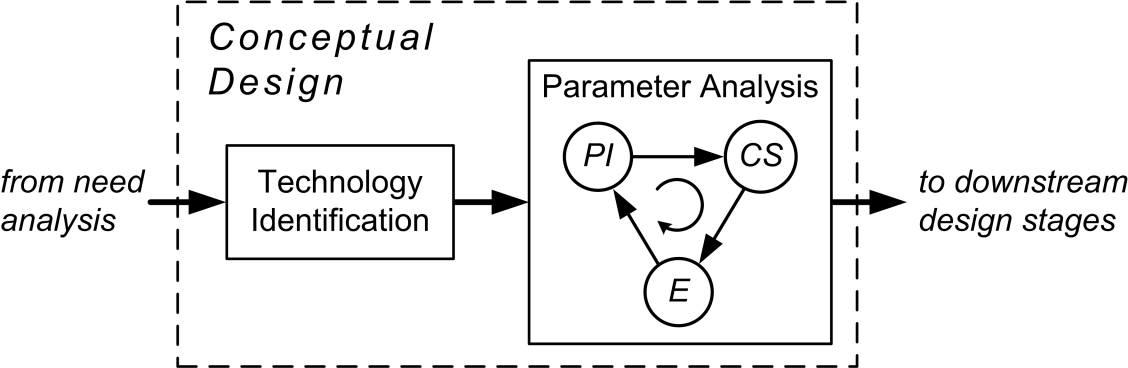 Conceptual
Design
Parameter Analysis
PI
CS
from need
analysis
Technology
Identification
to downstream
design stages
E